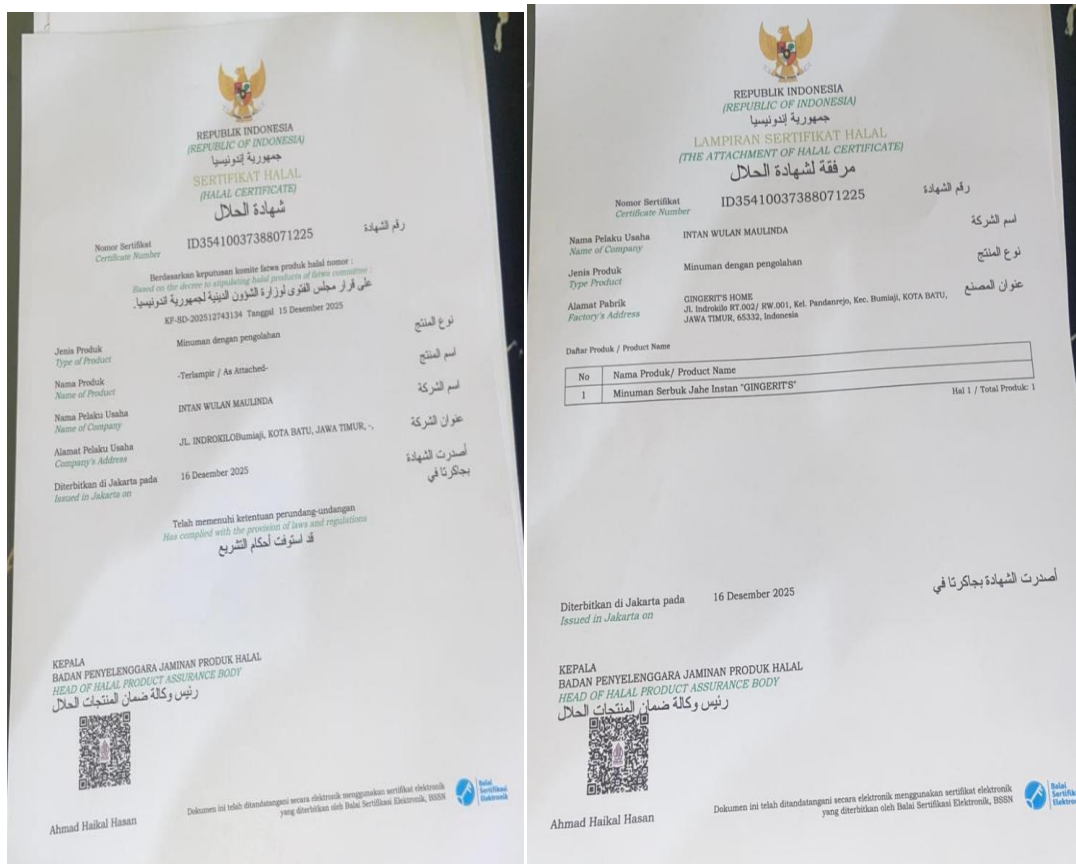 REPUBLIK INDONESIA
(REPUBLIC OF INDONESIA)
جمهورية إندونيسيا
SERTIFIKAT HALAL
(HALAL CERTIFICATE)
شهادة الحلال
Nomor Sertifikat ID35410037388071225 رقم الشهادة
Certificate Number
Berdasarkan keputusan komite fatwa produk halal nomor :
Based on the decree to stipulating halal products of fatwa committee :
على قرار مجلس الفتوى لوزارة الشؤون الدينية لجمهورية اندونيسيا.
KF-SD-202512743134 Tanggal 15 Desember 2025
Jenis Produk Minuman dengan pengolahan نوع المنتج
Type of Product
Nama Produk -Terlampir / As Attached- اسم المنتج
Name of Product
Nama Pelaku Usaha INTAN WULAN MAULINDA اسم الشركة
Name of Company
Alamat Pelaku Usaha JL. INDROKILOBumiaji, KOTA BATU, JAWA TIMUR, -, عنوان الشركة
Company's Address
Diterbitkan di Jakarta pada 16 Desember 2025 أصدرت الشهادة
Issued in Jakarta on بجاكرتا في
Telah memenuhi ketentuan perundang-undangan
Has complied with the provision of laws and regulations
قد استوفت أحكام التشريع
KEPALA
BADAN PENYELENGGARA JAMINAN PRODUK HALAL
HEAD OF HALAL PRODUCT ASSURANCE BODY
رئيس وكالة ضمان المنتجات الحلال
Ahmad Haikal Hasan
Dokumen ini telah ditandatangani secara elektronik menggunakan sertifikat elektronik
yang diterbitkan oleh Balai Sertifikasi Elektronik, BSSN
Balai
Sertifikasi
Elektronik
REPUBLIK INDONESIA
(REPUBLIC OF INDONESIA)
جمهورية إندونيسيا
LAMPIRAN SERTIFIKAT HALAL
(THE ATTACHMENT OF HALAL CERTIFICATE)
مرفقة لشهادة الحلال
Nomor Sertifikat ID35410037388071225 رقم الشهادة
Certificate Number
Nama Pelaku Usaha INTAN WULAN MAULINDA اسم الشركة
Name of Company
Jenis Produk Minuman dengan pengolahan نوع المنتج
Type Product
Alamat Pabrik GINGERIT'S HOME عنوان المصنع
Factory's Address Jl. Indrokilo RT.002/ RW.001, Kel. Pandanrejo, Kec. Bumiaji, KOTA BATU,
JAWA TIMUR, 65332, Indonesia
Daftar Produk / Product Name
No Nama Produk/ Product Name
1 Minuman Serbuk Jahe Instan "GINGERIT'S"
Hal 1 / Total Produk: 1
Diterbitkan di Jakarta pada 16 Desember 2025 أصدرت الشهادة بجاكرتا في
Issued in Jakarta on
KEPALA
BADAN PENYELENGGARA JAMINAN PRODUK HALAL
HEAD OF HALAL PRODUCT ASSURANCE BODY
رئيس وكالة ضمان المنتجات الحلال
Ahmad Haikal Hasan
Dokumen ini telah ditandatangani secara elektronik menggunakan sertifikat elektronik
yang diterbitkan oleh Balai Sertifikasi Elektronik, BSSN
Balai